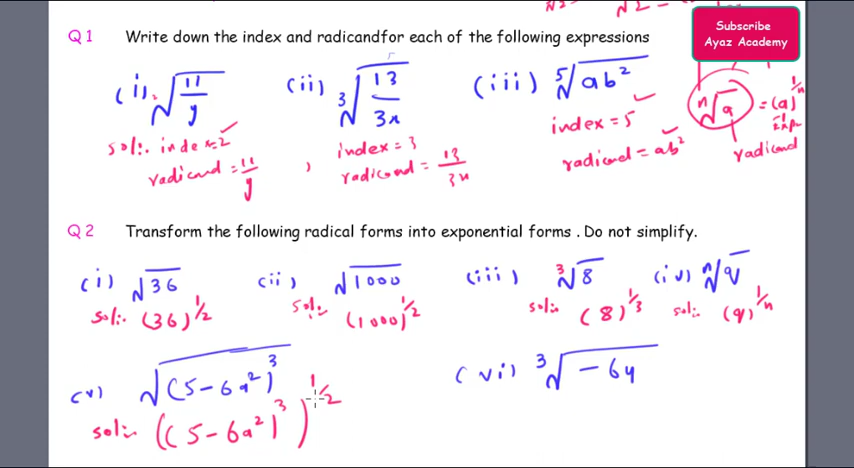 Subscribe
Ayaz Academy
Q 1 Write down the index and radicandfor each of the following expressions
(i) ²√(11/y) (ii) ³√(13/3x) (iii) ⁵√ab² ⁿ√a = (a)^1/n
sol:. index=2 index = 3 index = 5
radicand = 11/y , radicand = 13/3x radicand = ab² radicand
Q 2 Transform the following radical forms into exponential forms . Do not simplify.
(i) √36 (ii) √1000 (iii) ³√8 (iv) ⁿ√q
sol:. (36)^1/2 sol:. (1000)^1/2 sol:. (8)^1/3 sol:. (q)^1/n
(v) √(5-6a²)³ (vi) ³√-64
sol:. ((5-6a²)³)^1/2